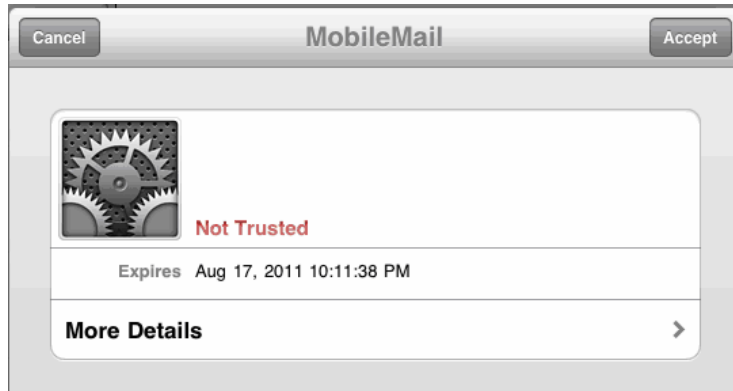 Cancel MobileMail Accept
Not Trusted
Expires Aug 17, 2011 10:11:38 PM
More Details